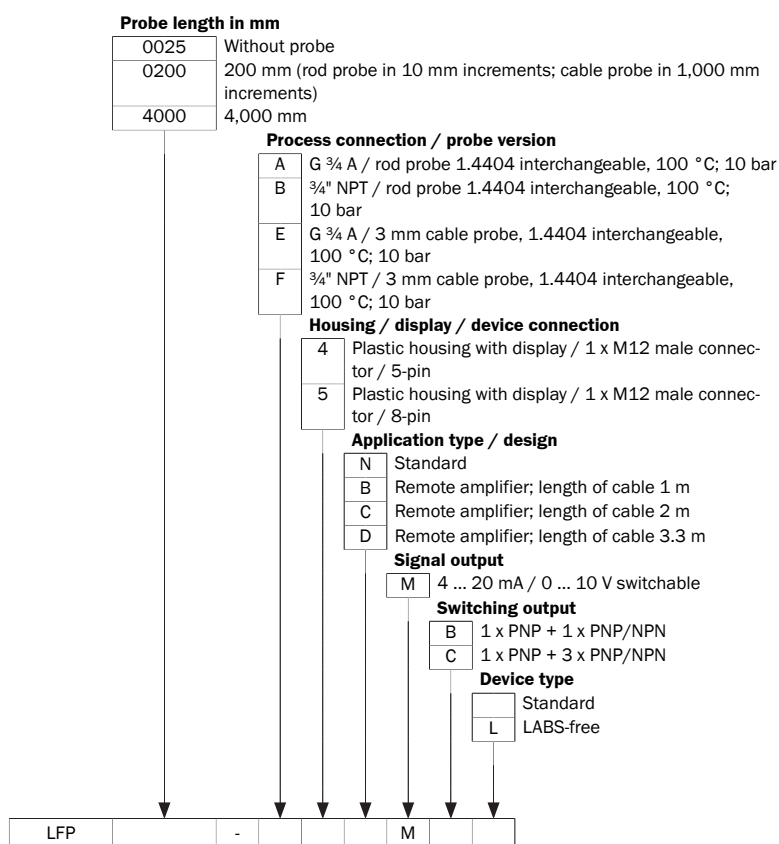 Probe length in mm
0025 Without probe
0200 200 mm (rod probe in 10 mm increments; cable probe in 1,000 mm
increments)
4000 4,000 mm
Process connection / probe version
A G ¾ A / rod probe 1.4404 interchangeable, 100 °C; 10 bar
B ¾" NPT / rod probe 1.4404 interchangeable, 100 °C;
10 bar
E G ¾ A / 3 mm cable probe, 1.4404 interchangeable,
100 °C; 10 bar
F ¾" NPT / 3 mm cable probe, 1.4404 interchangeable,
100 °C; 10 bar
Housing / display / device connection
4 Plastic housing with display / 1 x M12 male connec-
tor / 5-pin
5 Plastic housing with display / 1 x M12 male connec-
tor / 8-pin
Application type / design
N Standard
B Remote amplifier; length of cable 1 m
C Remote amplifier; length of cable 2 m
D Remote amplifier; length of cable 3.3 m
Signal output
M 4 ... 20 mA / 0 ... 10 V switchable
Switching output
B 1 x PNP + 1 x PNP/NPN
C 1 x PNP + 3 x PNP/NPN
Device type
Standard
L LABS-free
LFP - M